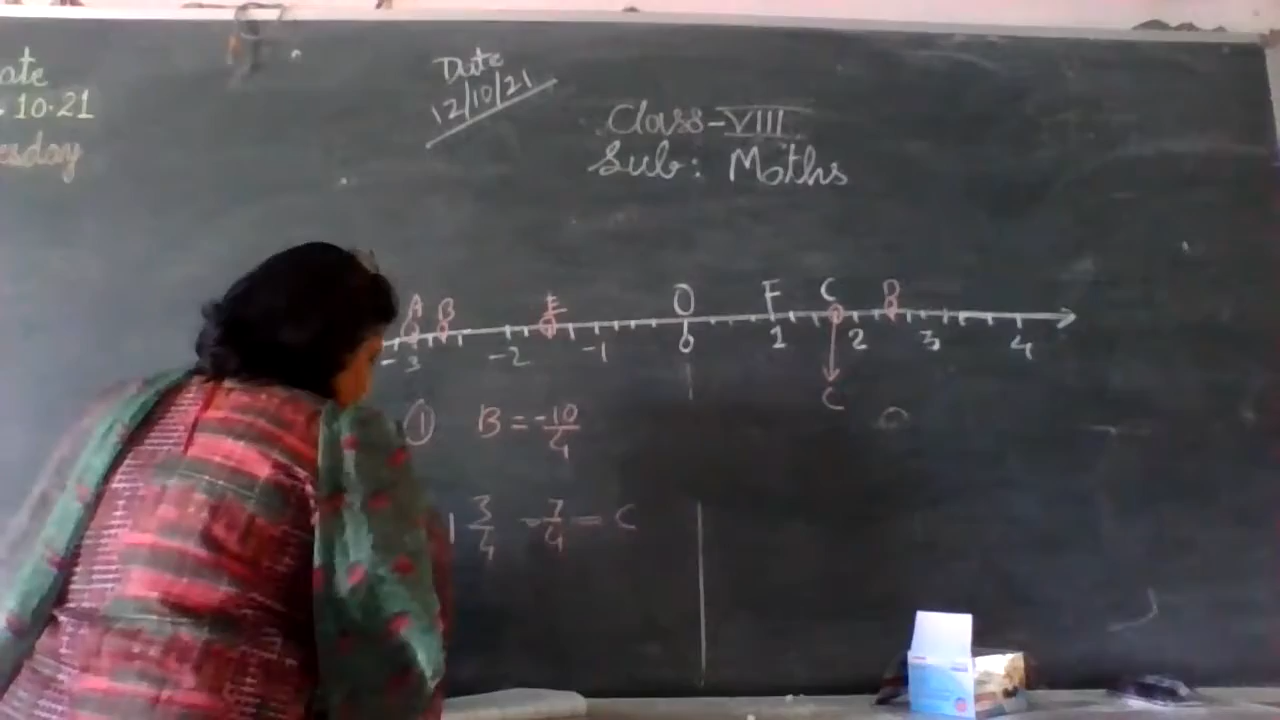 ate
10.21
esday
Date
12/10/21
Class-VIII
Sub: Maths
A B E O F C D
-3 -2 -1 0 1 2 3 4
C
① B = -10/4
1 3/4 -7/4 = C